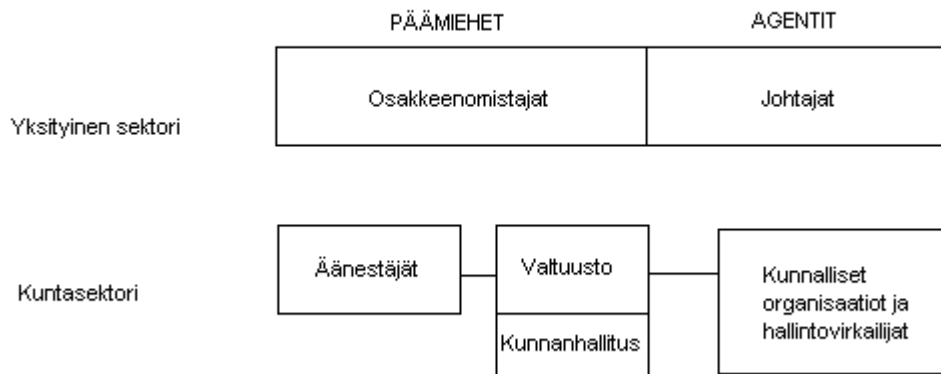 PÄÄMIEHET AGENTIT
Yksityinen sektori
Osakkeenomistajat
Johtajat
Kuntasektori
Äänestäjät
Valtuusto
Kunnanhallitus
Kunnalliset
organisaatiot ja
hallintovirkailijat